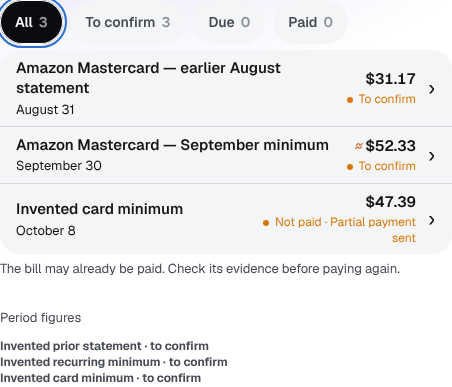 All 3 To confirm 3 Due 0 Paid 0
Amazon Mastercard — earlier August
statement
August 31
$31.17
To confirm
Amazon Mastercard — September minimum
September 30
≈$52.33
To confirm
Invented card minimum
October 8
$47.39
Not paid · Partial payment
sent
The bill may already be paid. Check its evidence before paying again.
Period figures
Invented prior statement · to confirm
Invented recurring minimum · to confirm
Invented card minimum · to confirm